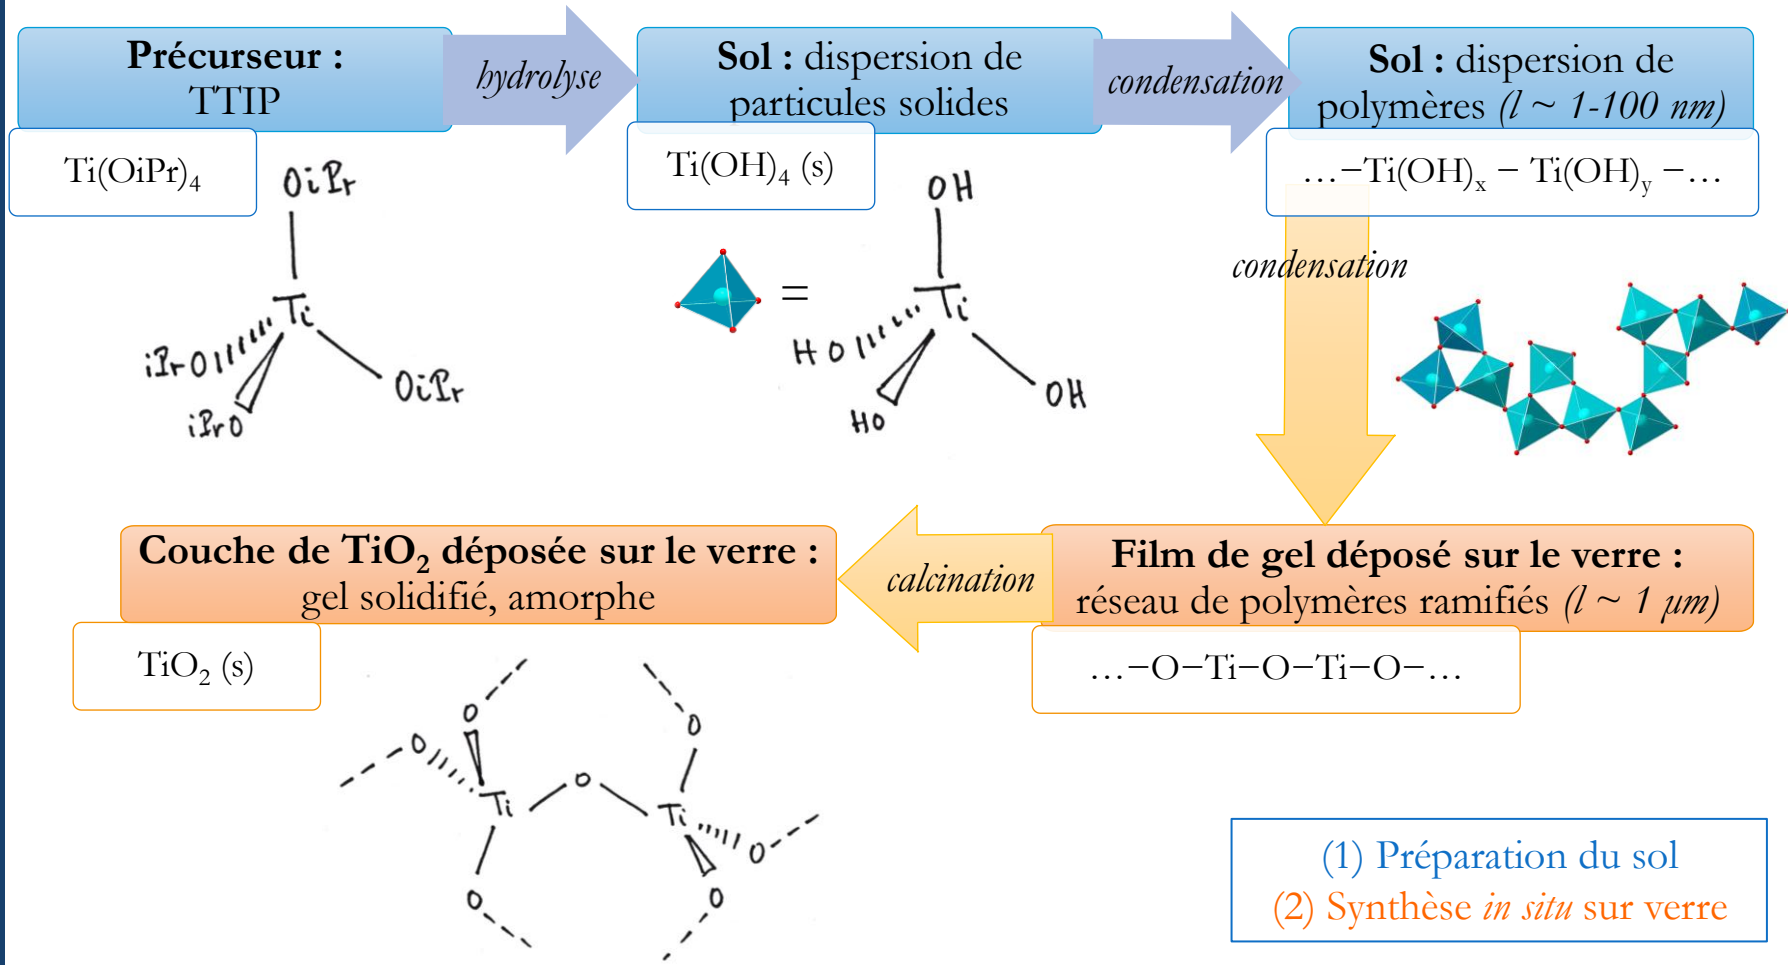 Précurseur :
TTIP
hydrolyse
Sol : dispersion de
particules solides
condensation
Sol : dispersion de
polymères (l ~ 1-100 nm)
Ti(OiPr)₄
Ti(OH)₄ (s)
…−Ti(OH)ₓ − Ti(OH)ᵧ −…
OiPr
Ti
iPrO
iPrO
OiPr
=
OH
Ti
HO
HO
OH
condensation
Couche de TiO₂ déposée sur le verre :
gel solidifié, amorphe
calcination
Film de gel déposé sur le verre :
réseau de polymères ramifiés (l ~ 1 µm)
TiO₂ (s)
…−O−Ti−O−Ti−O−…
O
O
O
O
Ti
Ti
O
O
O
(1) Préparation du sol
(2) Synthèse in situ sur verre